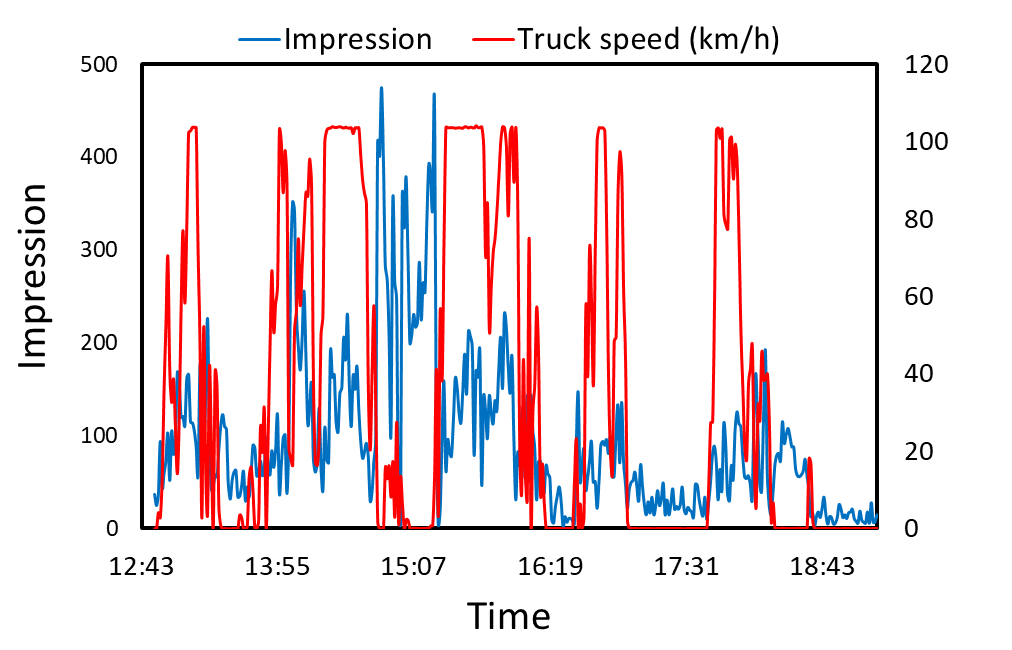 Impression Truck speed (km/h)
500 120
400 100
300 80
200 60
100 40
0 20
0
Impression
12:43 13:55 15:07 16:19 17:31 18:43
Time